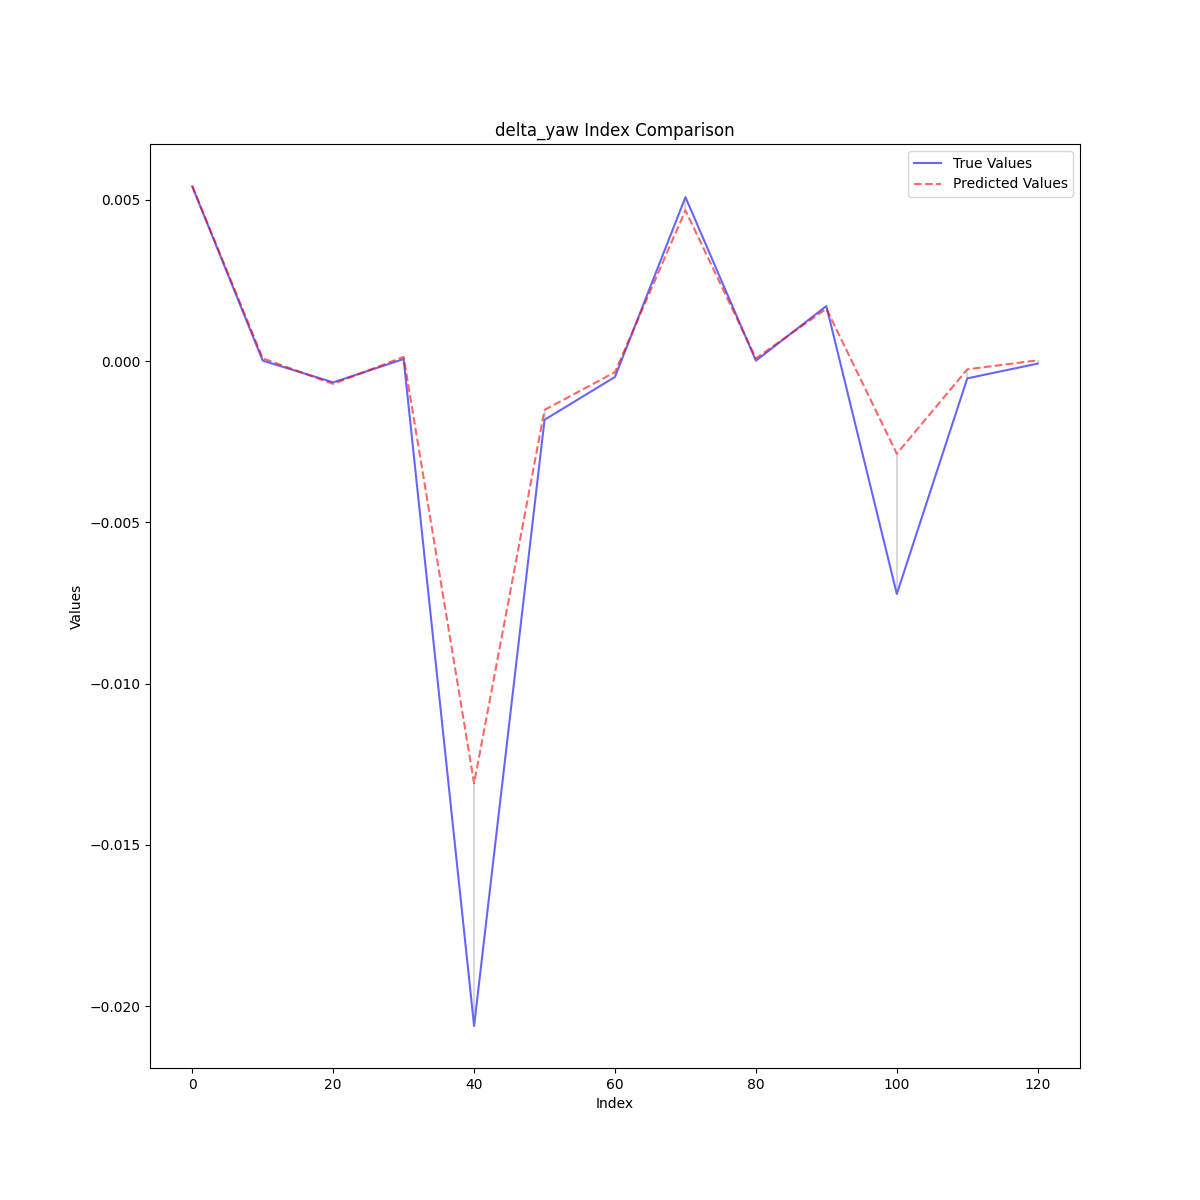 delta_yaw Index Comparison
True Values
Predicted Values
0.005
0.000
−0.005
−0.010
−0.015
−0.020
Values
0 20 40 60 80 100 120
Index